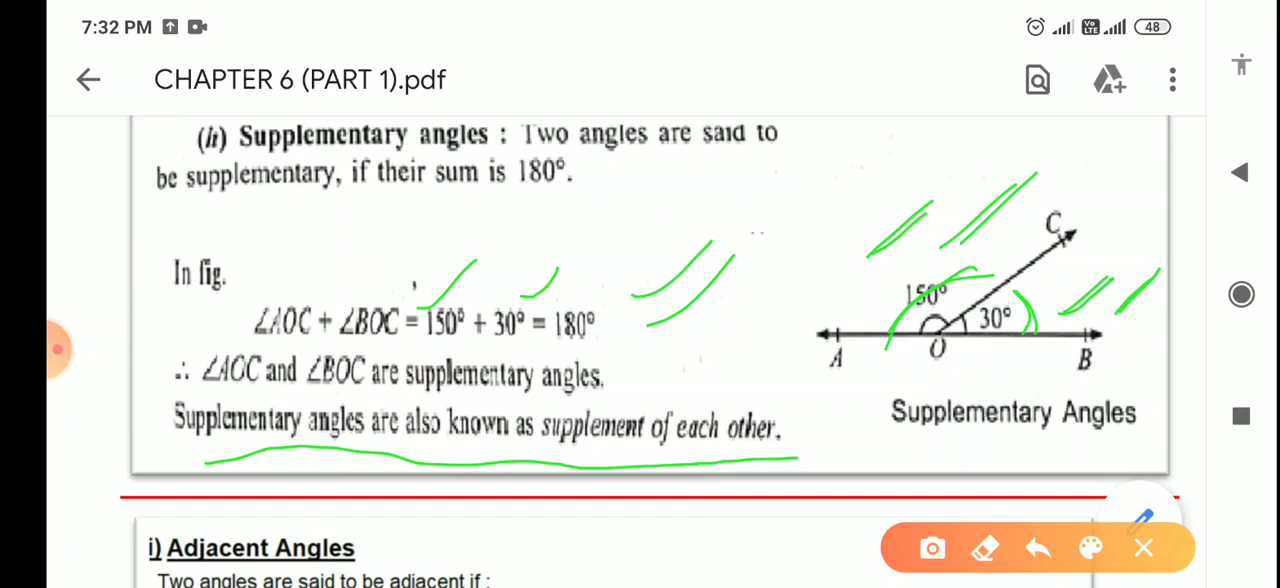 7:32 PM
Vo LTE 48
CHAPTER 6 (PART 1).pdf
(h) Supplementary angles : Two angles are said to
be supplementary, if their sum is 180°.
In fig.
∠AOC + ∠BOC = 150° + 30° = 180°
∴ ∠AOC and ∠BOC are supplementary angles.
Supplementary angles are also known as supplement of each other.
C
150°
30°
A
O
B
Supplementary Angles
i) Adjacent Angles
Two angles are said to be adjacent if :